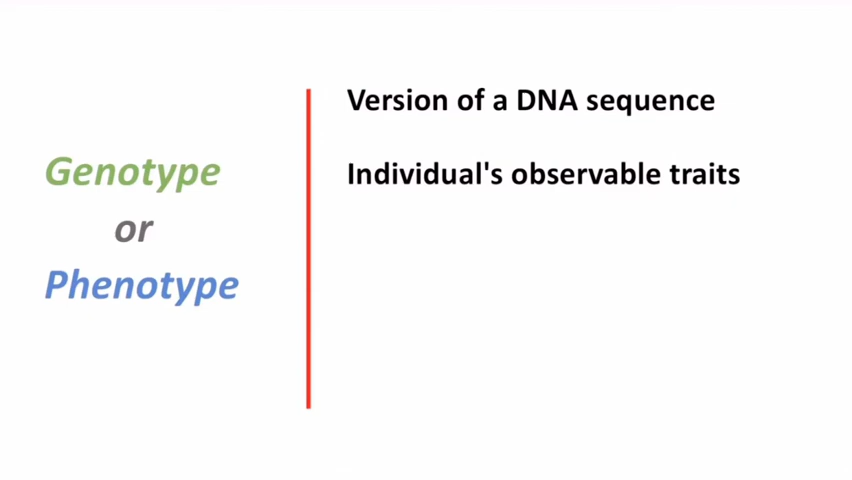 Genotype
or
Phenotype
Version of a DNA sequence
Individual's observable traits